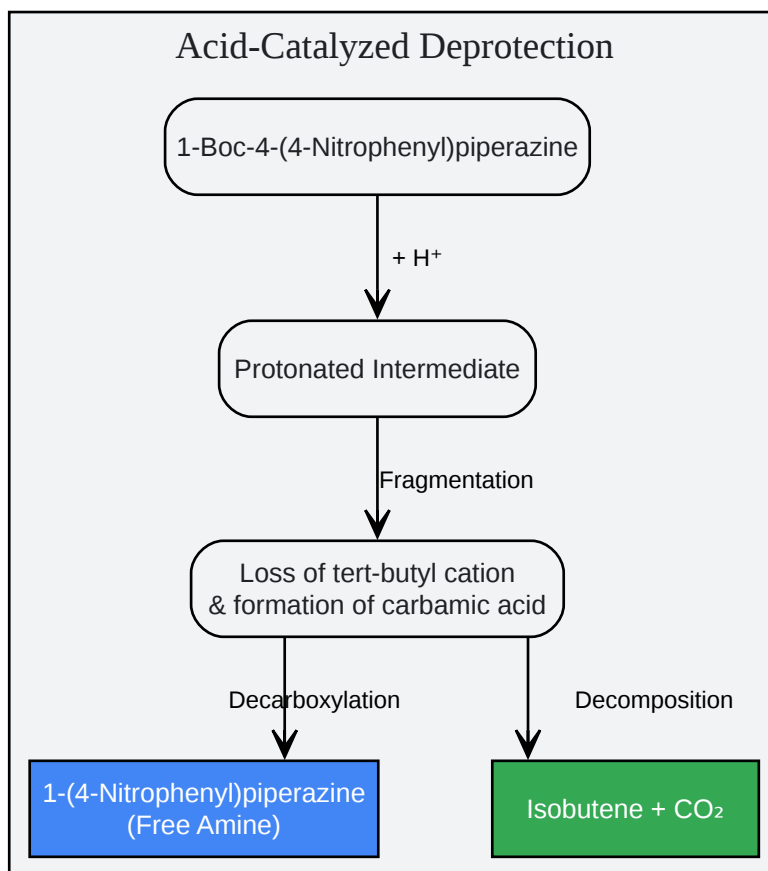 Acid-Catalyzed Deprotection
1-Boc-4-(4-Nitrophenyl)piperazine
+ H⁺
Protonated Intermediate
Fragmentation
Loss of tert-butyl cation
& formation of carbamic acid
Decarboxylation
Decomposition
1-(4-Nitrophenyl)piperazine
(Free Amine)
Isobutene + CO₂